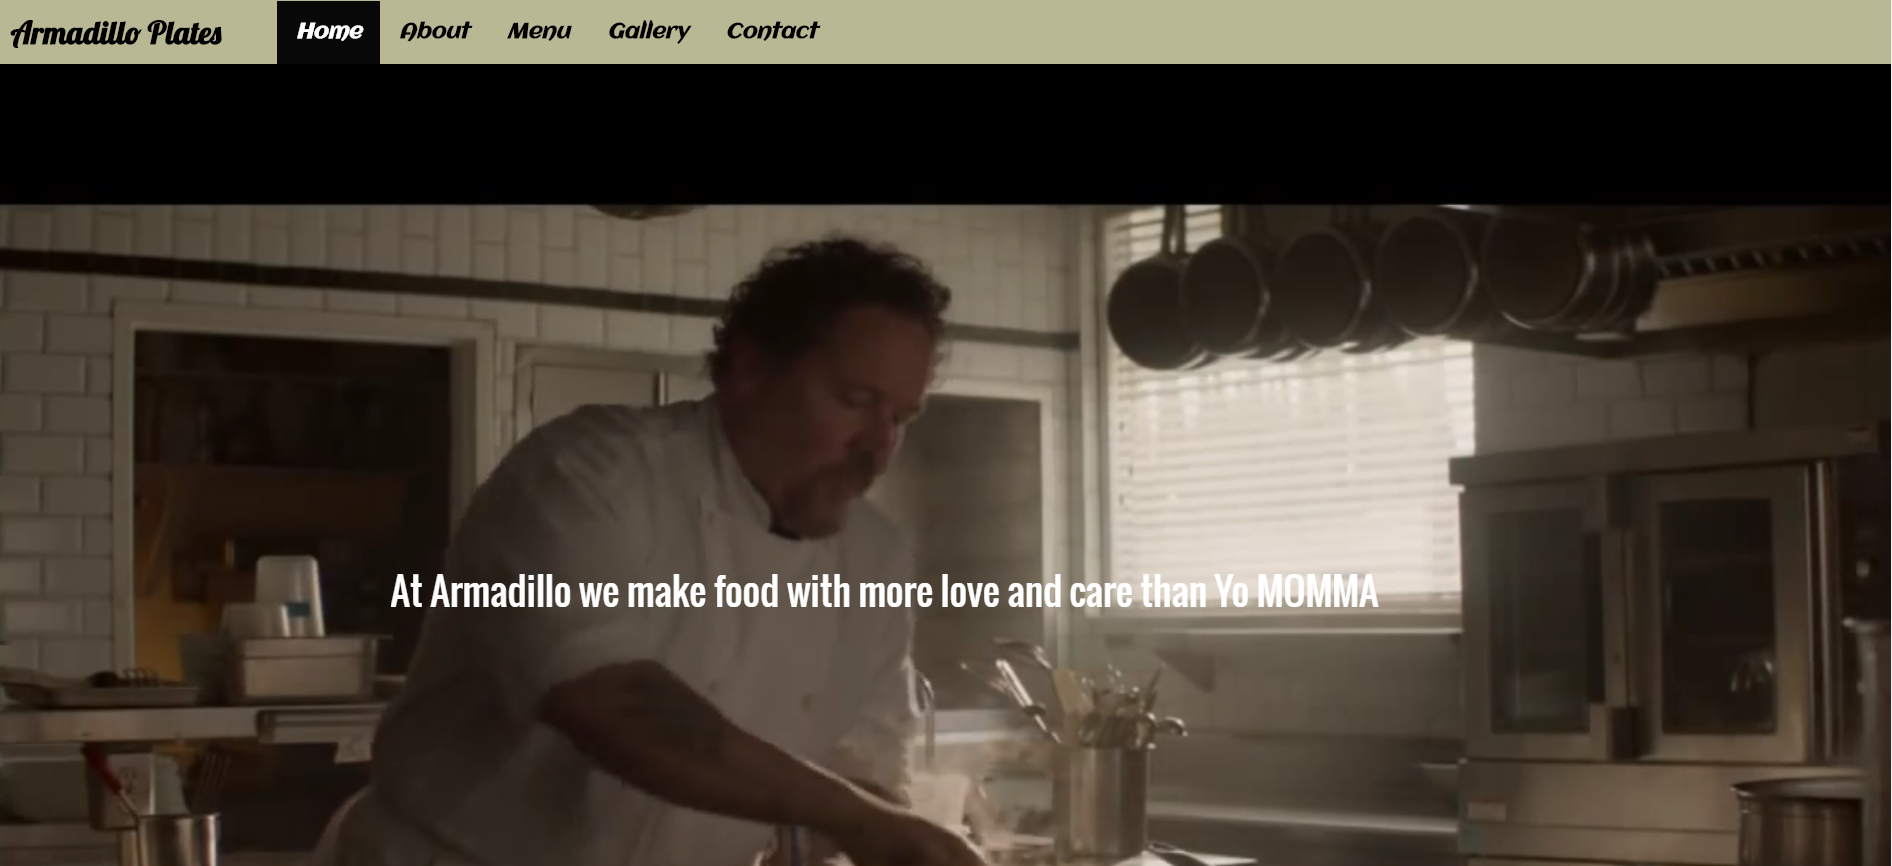 Armadillo Plates
Home About Menu Gallery Contact
At Armadillo we make food with more love and care than Yo MOMMA